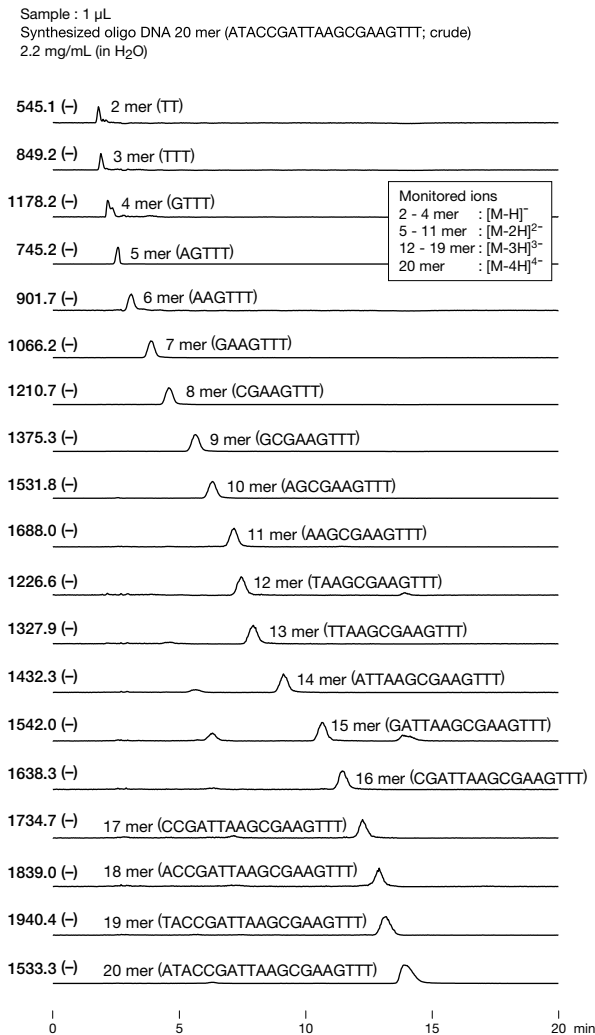 Sample : 1 µL
Synthesized oligo DNA 20 mer (ATACCGATTAAGCGAAGTTT; crude)
2.2 mg/mL (in H₂O)
545.1 (–) 2 mer (TT)
849.2 (–) 3 mer (TTT)
1178.2 (–) 4 mer (GTTT)
Monitored ions
2 - 4 mer : [M-H]⁻
5 - 11 mer : [M-2H]²⁻
12 - 19 mer : [M-3H]³⁻
20 mer : [M-4H]⁴⁻
745.2 (–) 5 mer (AGTTT)
901.7 (–) 6 mer (AAGTTT)
1066.2 (–) 7 mer (GAAGTTT)
1210.7 (–) 8 mer (CGAAGTTT)
1375.3 (–) 9 mer (GCGAAGTTT)
1531.8 (–) 10 mer (AGCGAAGTTT)
1688.0 (–) 11 mer (AAGCGAAGTTT)
1226.6 (–) 12 mer (TAAGCGAAGTTT)
1327.9 (–) 13 mer (TTAAGCGAAGTTT)
1432.3 (–) 14 mer (ATTAAGCGAAGTTT)
1542.0 (–) 15 mer (GATTAAGCGAAGTTT)
1638.3 (–) 16 mer (CGATTAAGCGAAGTTT)
1734.7 (–) 17 mer (CCGATTAAGCGAAGTTT)
1839.0 (–) 18 mer (ACCGATTAAGCGAAGTTT)
1940.4 (–) 19 mer (TACCGATTAAGCGAAGTTT)
1533.3 (–) 20 mer (ATACCGATTAAGCGAAGTTT)
0 5 10 15 20 min